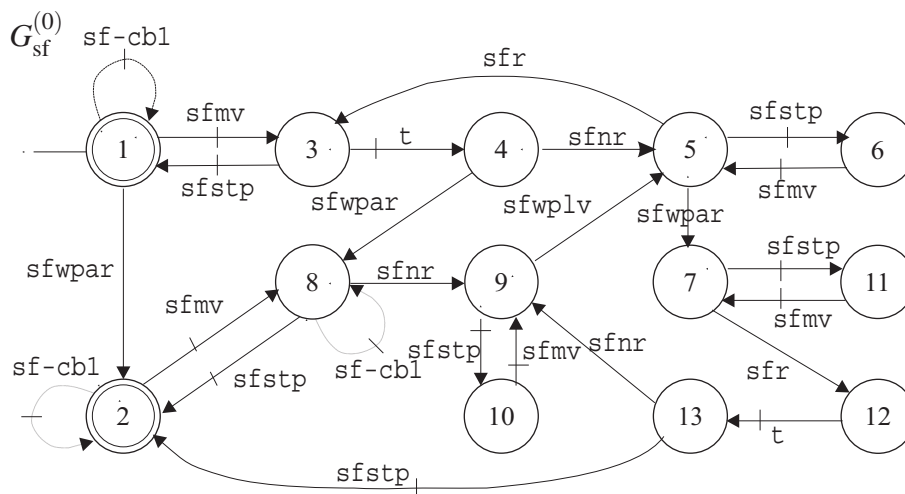 G_sf^(0)
sf-cb1
sfr
sfmv
sfstp
1
3
t
4
sfnr
5
6
sfstp
sfmv
sfwpar
sfwplv
sfwpar
sfwpar
sfstp
8
sfnr
9
7
11
sfmv
sfmv
sfstp
sf-cb1
sfstp
sfmv
sfnr
sfr
sf-cb1
2
10
13
12
t
sfstp